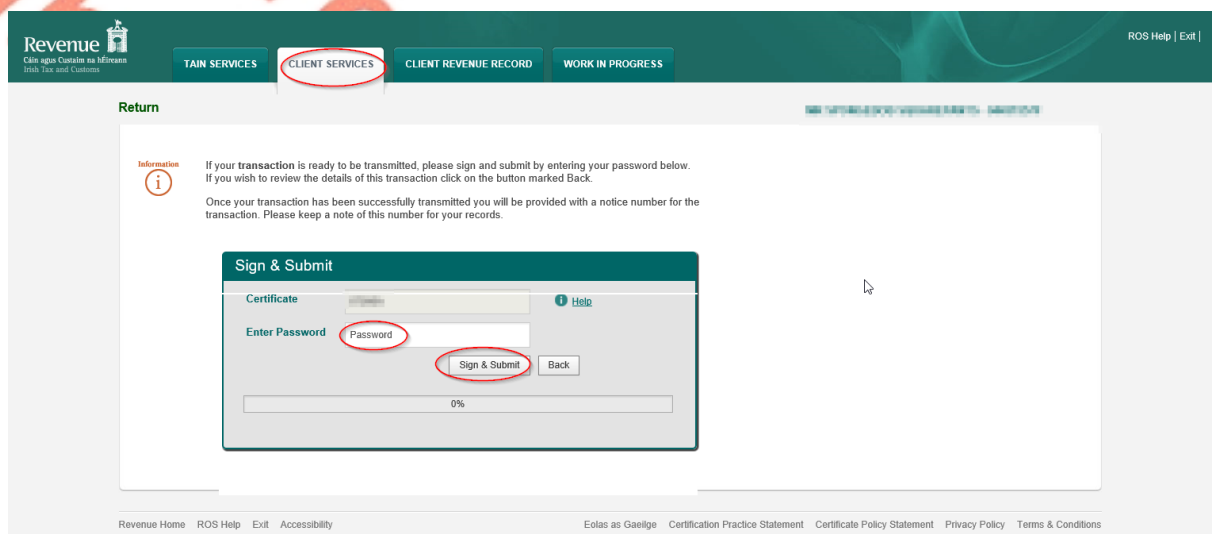 ROS Help | Exit |
Revenue
Cáin agus Custaim na hÉireann
Irish Tax and Customs
TAIN SERVICES
CLIENT SERVICES
CLIENT REVENUE RECORD
WORK IN PROGRESS
Return
Information
i
If your transaction is ready to be transmitted, please sign and submit by entering your password below.
If you wish to review the details of this transaction click on the button marked Back.
Once your transaction has been successfully transmitted you will be provided with a notice number for the
transaction. Please keep a note of this number for your records.
Sign & Submit
Certificate
i Help
Enter Password
Password
Sign & Submit
Back
0%
Revenue Home ROS Help Exit Accessibility Eolas as Gaeilge Certification Practice Statement Certificate Policy Statement Privacy Policy Terms & Conditions